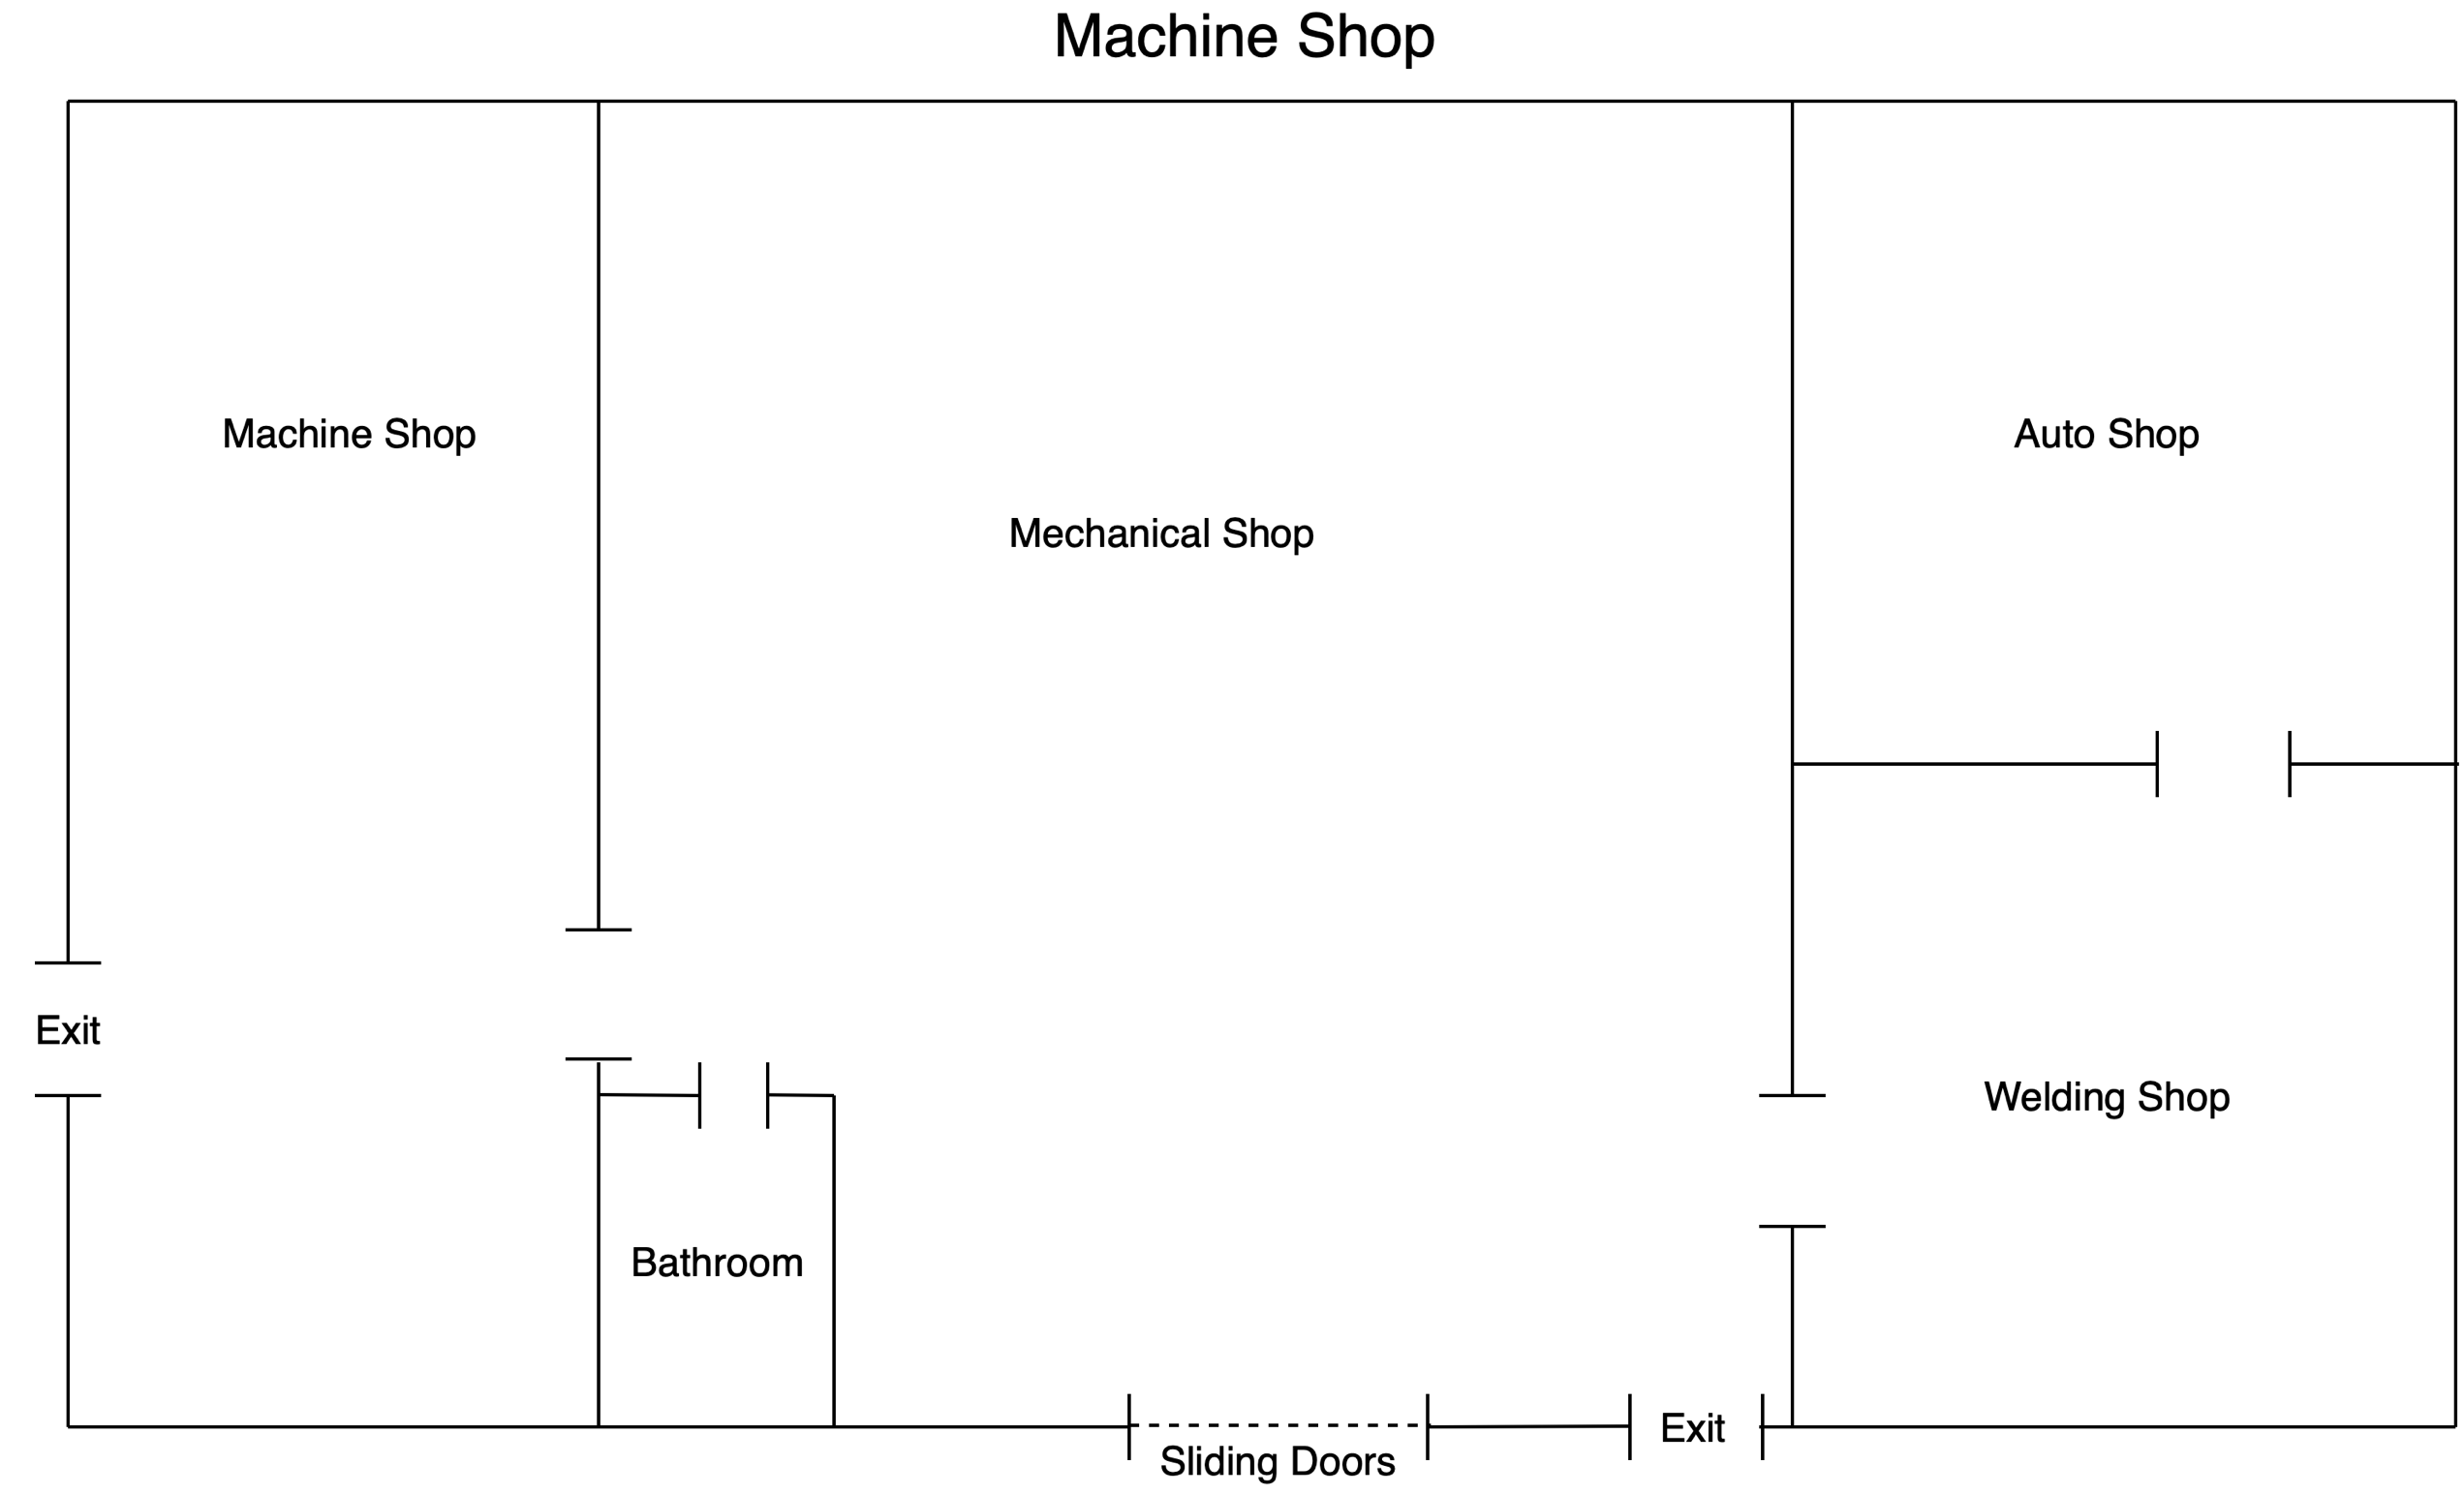 Machine Shop
Machine Shop
Auto Shop
Mechanical Shop
Exit
Welding Shop
Bathroom
Exit
Sliding Doors